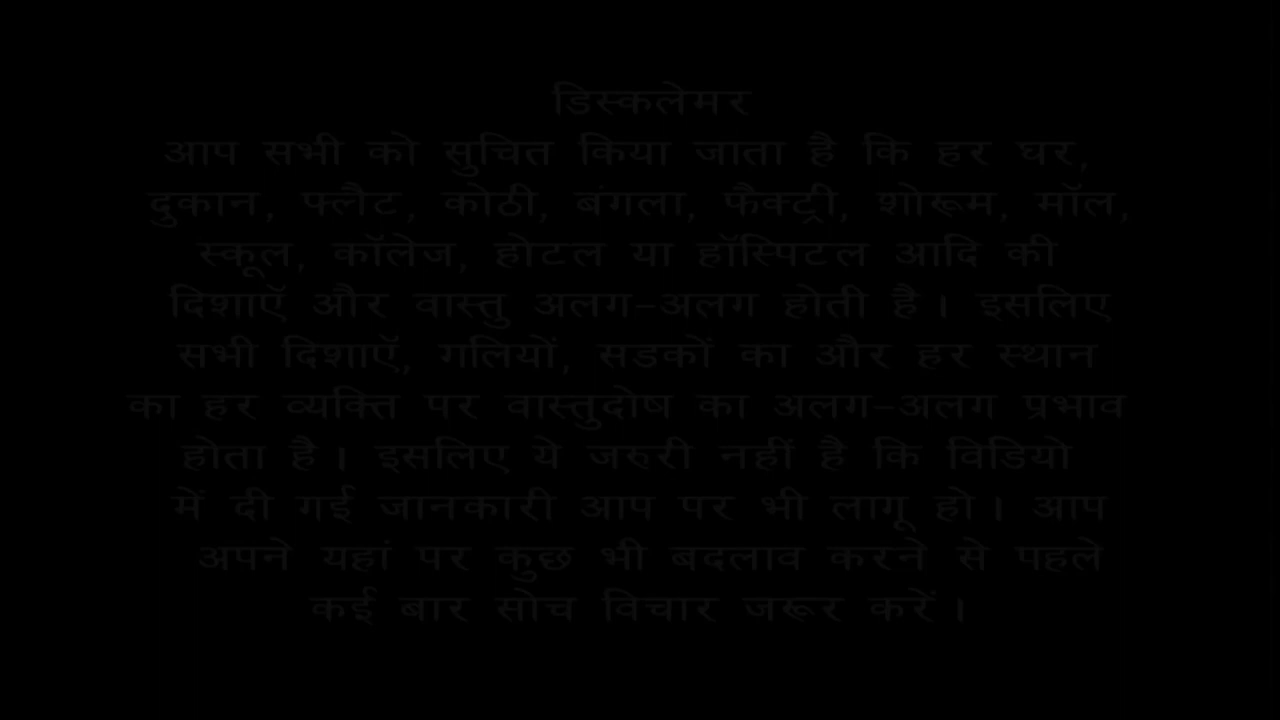 डिस्कलेमर
आप सभी को सुचित किया जाता है कि हर घर,
दुकान, फ्लैट, कोठी, बंगला, फैक्ट्री, शोरूम, मॉल,
स्कूल, कॉलेज, होटल या हॉस्पिटल आदि की
दिशाऍ और वास्तु अलग–अलग होती है। इसलिए
सभी दिशाऍ, गलियों, सडकों का और हर स्थान
का हर व्यक्ति पर वास्तुदोष का अलग–अलग प्रभाव
होता है। इसलिए ये जरुरी नहीं है कि विडियो
में दी गई जानकारी आप पर भी लागू हो। आप
अपने यहां पर कुछ भी बदलाव करने से पहले
कई बार सोच विचार जरूर करें।